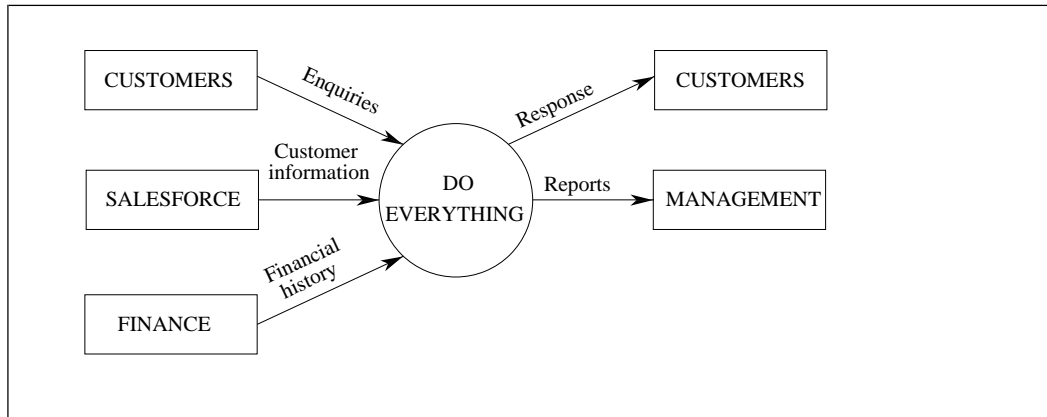 CUSTOMERS
Enquiries
Response
CUSTOMERS
Customer
information
SALESFORCE
DO
EVERYTHING
Reports
MANAGEMENT
Financial
history
FINANCE